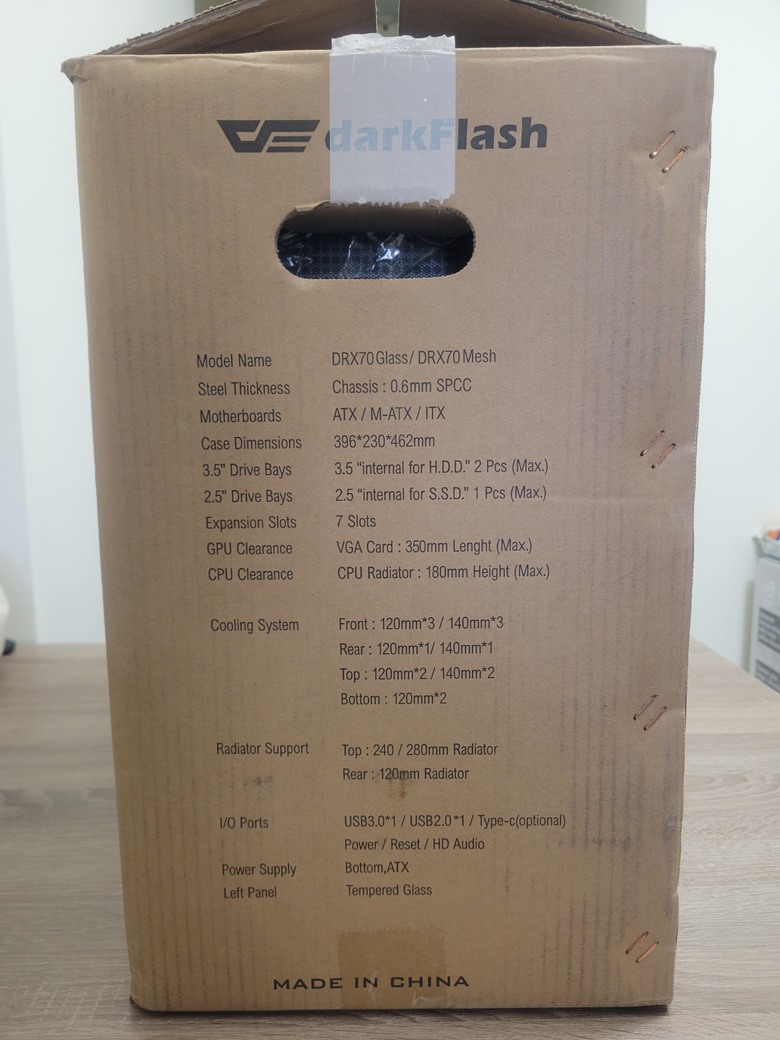 darkFlash
Model Name DRX70 Glass/ DRX70 Mesh
Steel Thickness Chassis : 0.6mm SPCC
Motherboards ATX / M-ATX / ITX
Case Dimensions 396*230*462mm
3.5" Drive Bays 3.5 "internal for H.D.D." 2 Pcs (Max.)
2.5" Drive Bays 2.5 "internal for S.S.D." 1 Pcs (Max.)
Expansion Slots 7 Slots
GPU Clearance VGA Card : 350mm Lenght (Max.)
CPU Clearance CPU Radiator : 180mm Height (Max.)
Cooling System Front : 120mm*3 / 140mm*3
Rear : 120mm*1/ 140mm*1
Top : 120mm*2 / 140mm*2
Bottom : 120mm*2
Radiator Support Top : 240 / 280mm Radiator
Rear : 120mm Radiator
I/O Ports USB3.0*1 / USB2.0*1 / Type-c(optional)
Power / Reset / HD Audio
Power Supply Bottom,ATX
Left Panel Tempered Glass
MADE IN CHINA